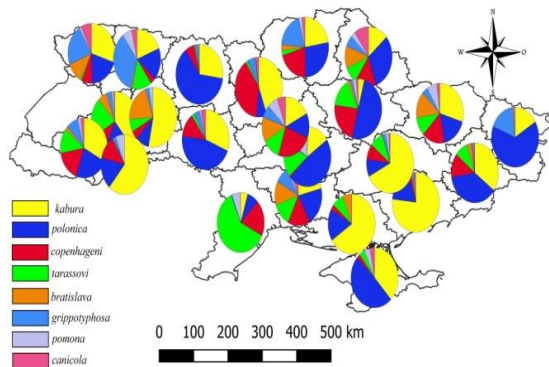 N
W O
S
kabura
polonica
copenhageni
tarassovi
bratislava
grippotyphosa
pomona
canicola
0 100 200 300 400 500 km